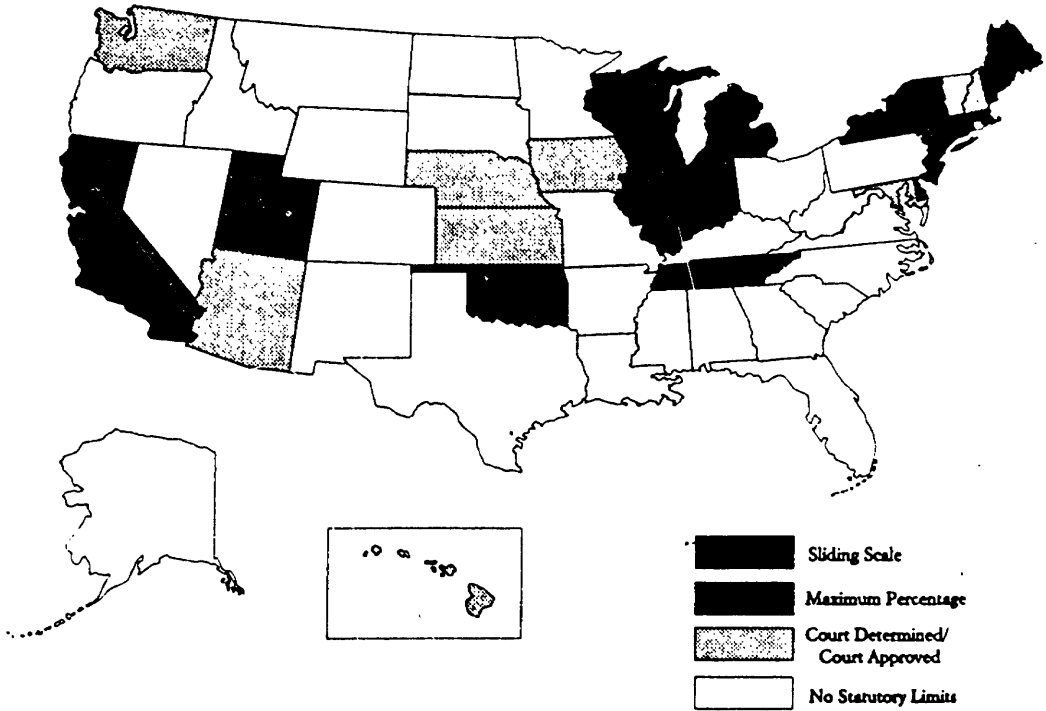 Sliding Scale
Maximum Percentage
Court Determined/
Court Approved
No Statutory Limits